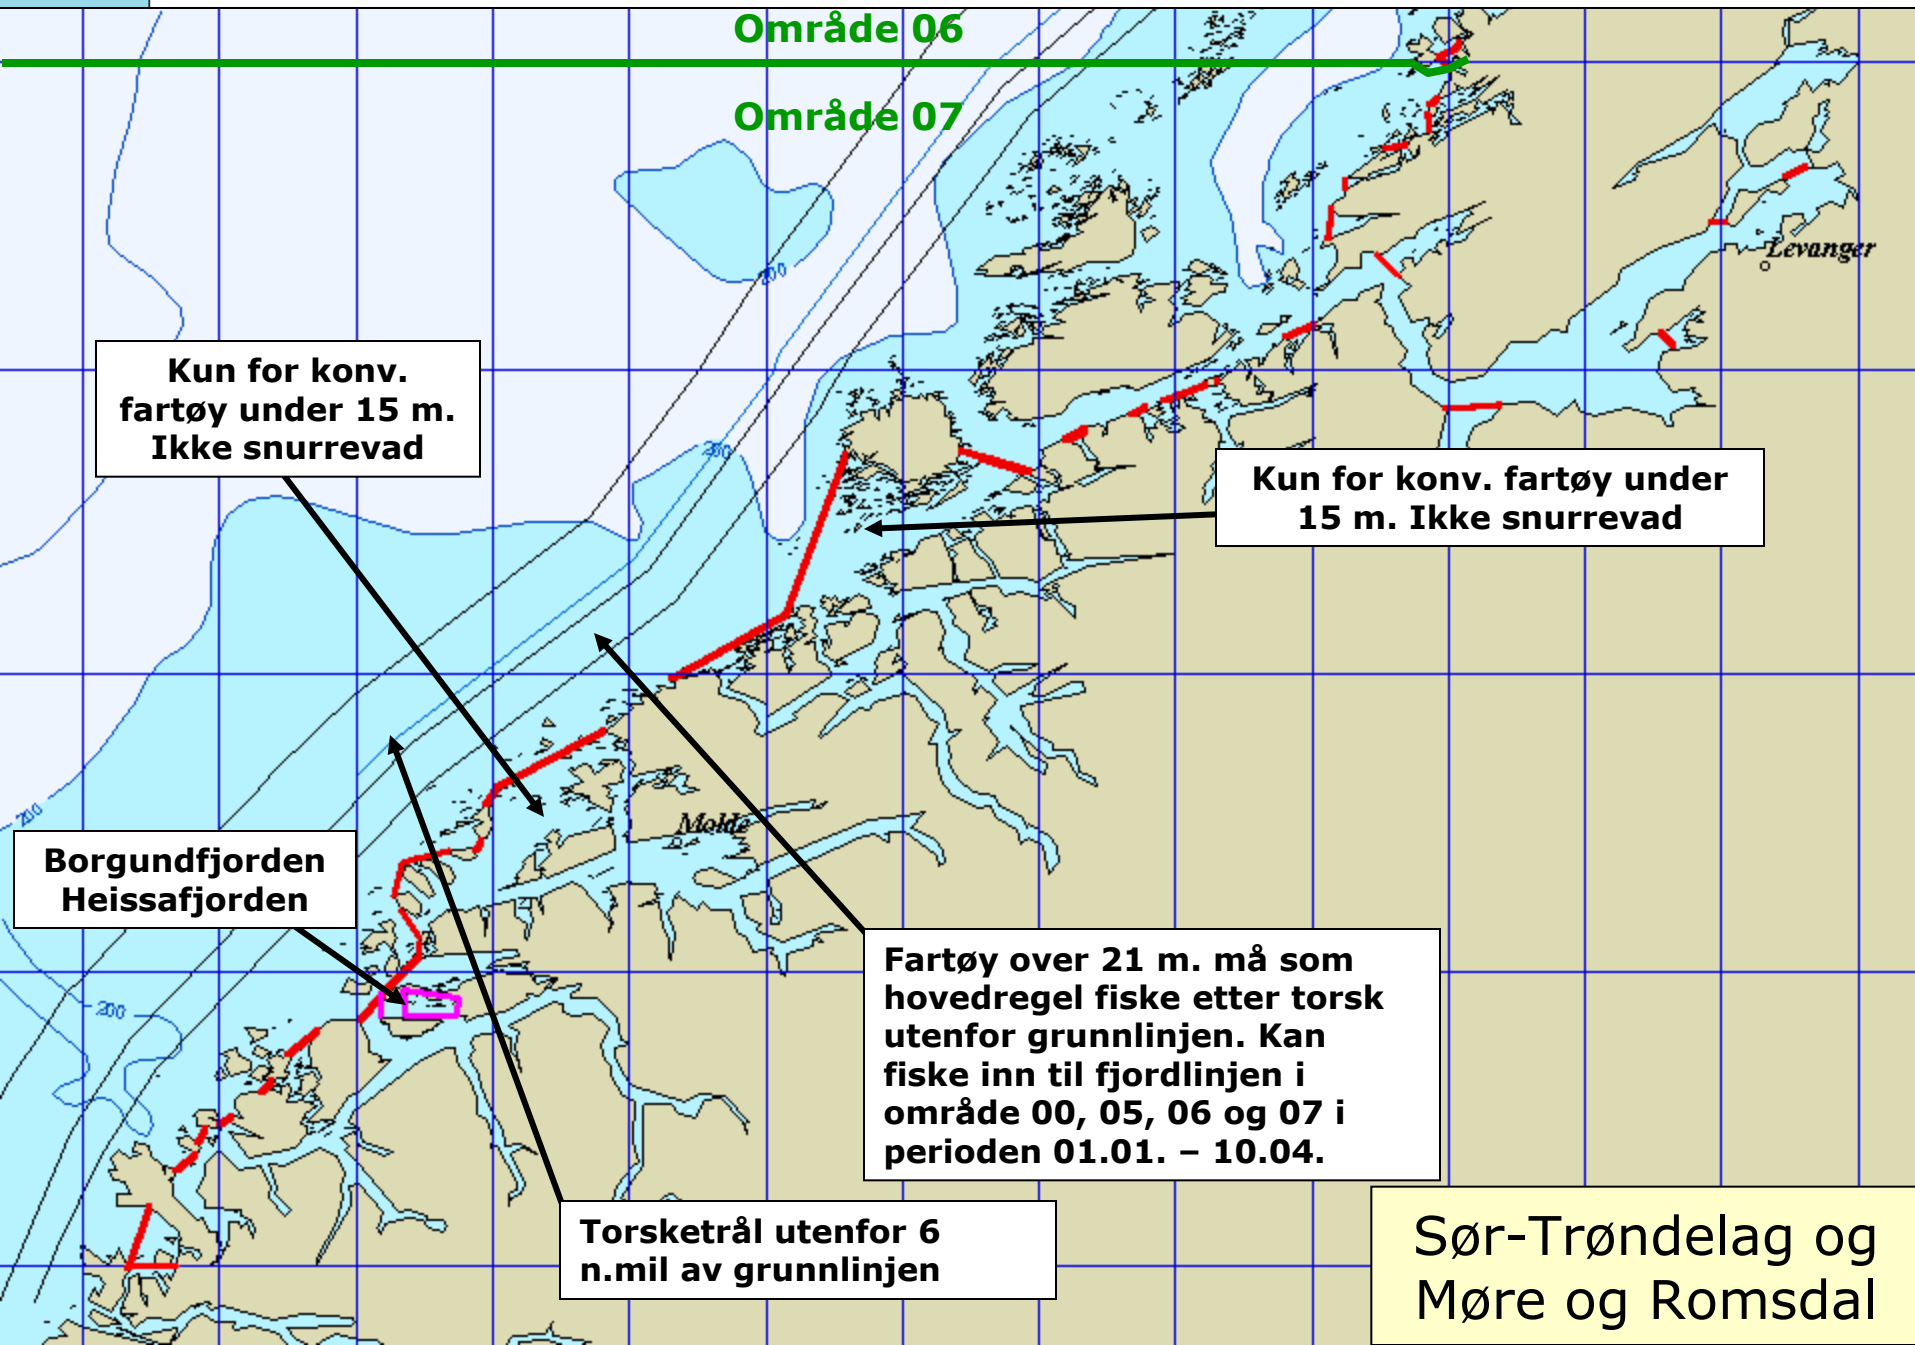 Område 06
Område 07
Levanger
200
Kun for konv.
fartøy under 15 m.
Ikke snurrevad
200
Kun for konv. fartøy under
15 m. Ikke snurrevad
200
Molde
Borgundfjorden
Heissafjorden
200
Fartøy over 21 m. må som
hovedregel fiske etter torsk
utenfor grunnlinjen. Kan
fiske inn til fjordlinjen i
område 00, 05, 06 og 07 i
perioden 01.01. – 10.04.
Torsketrål utenfor 6
n.mil av grunnlinjen
Sør-Trøndelag og
Møre og Romsdal